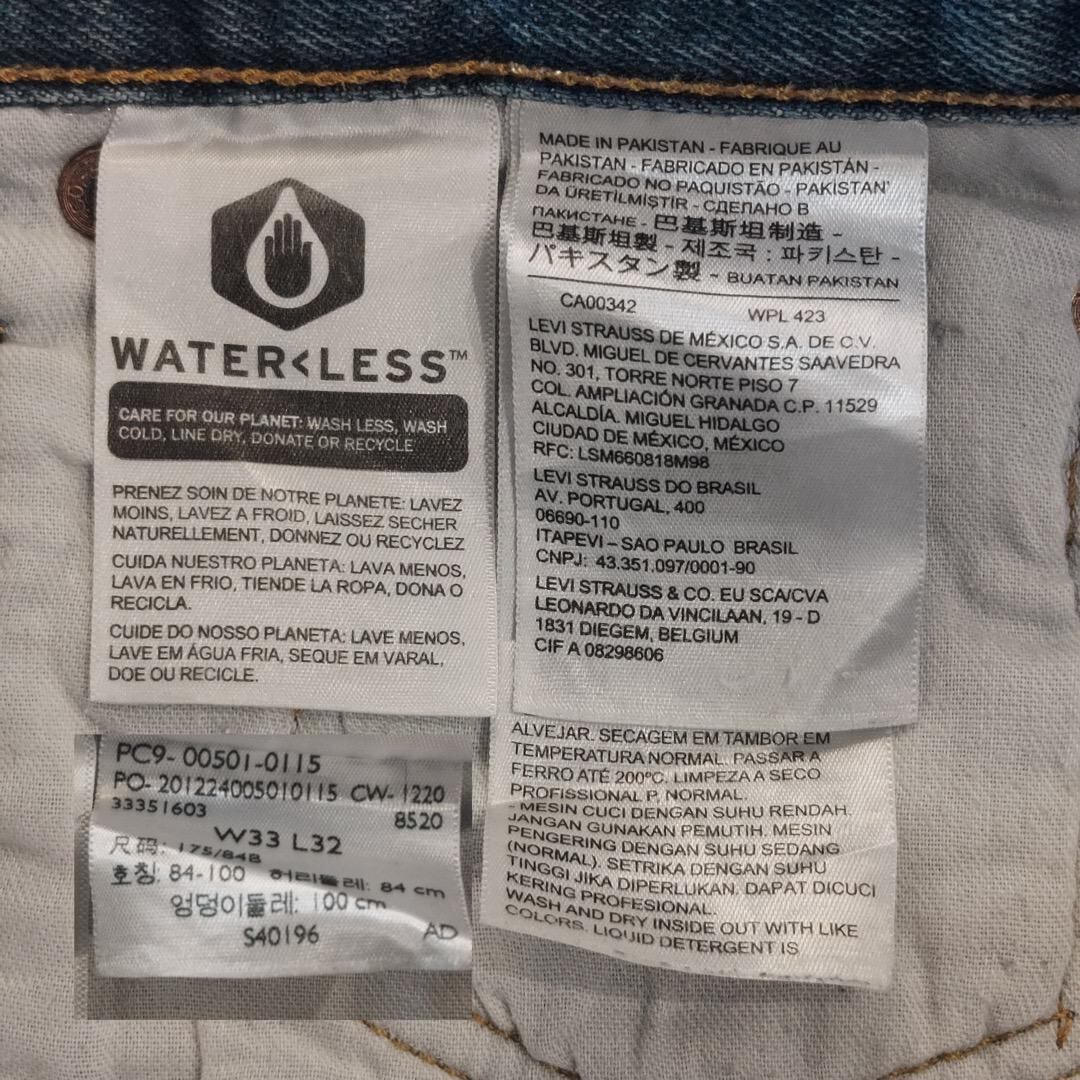 WATER<LESS™
CARE FOR OUR PLANET: WASH LESS, WASH
COLD, LINE DRY, DONATE OR RECYCLE
PRENEZ SOIN DE NOTRE PLANETE: LAVEZ
MOINS, LAVEZ A FROID, LAISSEZ SECHER
NATURELLEMENT, DONNEZ OU RECYCLEZ
CUIDA NUESTRO PLANETA: LAVA MENOS,
LAVA EN FRIO, TIENDE LA ROPA, DONA O
RECICLA.
CUIDE DO NOSSO PLANETA: LAVE MENOS,
LAVE EM ÁGUA FRIA, SEQUE EM VARAL,
DOE OU RECICLE.
MADE IN PAKISTAN - FABRIQUE AU
PAKISTAN - FABRICADO EN PAKISTÁN -
FABRICADO NO PAQUISTÃO - PAKİSTAN'
DA ÜRETİLMİŞTİR - СДЕЛАНО В
ПАКИСТАНЕ - 巴基斯坦制造 -
巴基斯坦製 - 제조국 : 파키스탄 -
パキスタン製 - BUATAN PAKISTAN
CA00342 WPL 423
LEVI STRAUSS DE MÉXICO S.A. DE C.V.
BLVD. MIGUEL DE CERVANTES SAAVEDRA
NO. 301, TORRE NORTE PISO 7
COL. AMPLIACIÓN GRANADA C.P. 11529
ALCALDÍA. MIGUEL HIDALGO
CIUDAD DE MÉXICO, MÉXICO
RFC: LSM660818M98
LEVI STRAUSS DO BRASIL
AV. PORTUGAL, 400
06690-110
ITAPEVI – SAO PAULO BRASIL
CNPJ: 43.351.097/0001-90
LEVI STRAUSS & CO. EU SCA/CVA
LEONARDO DA VINCILAAN, 19 - D
1831 DIEGEM, BELGIUM
CIF A 08298606
PC9- 00501-0115
PO- 201224005010115 CW- 1220
33351603 8520
W33 L32
尺码: 175/84B
호칭: 84-100 허리둘레: 84 cm
엉덩이둘레: 100 cm
S40196 AD
ALVEJAR. SECAGEM EM TAMBOR EM
TEMPERATURA NORMAL. PASSAR A
FERRO ATÉ 200°C. LIMPEZA A SECO
PROFISSIONAL P, NORMAL.
- MESIN CUCI DENGAN SUHU RENDAH.
JANGAN GUNAKAN PEMUTIH. MESIN
PENGERING DENGAN SUHU SEDANG
(NORMAL). SETRIKA DENGAN SUHU
TINGGI JIKA DIPERLUKAN. DAPAT DICUCI
KERING PROFESIONAL.
WASH AND DRY INSIDE OUT WITH LIKE
COLORS. LIQUID DETERGENT IS